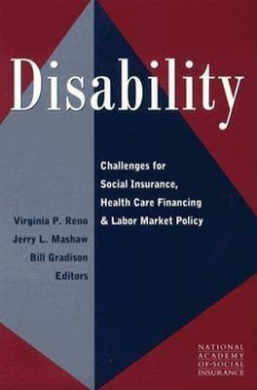 Disability
Challenges for
Social Insurance,
Health Care Financing
& Labor Market Policy
Virginia P. Reno
Jerry L. Mashaw
Bill Gradison
Editors
NATIONAL
ACADEMY
OF·SOCIAL
INSURANCE